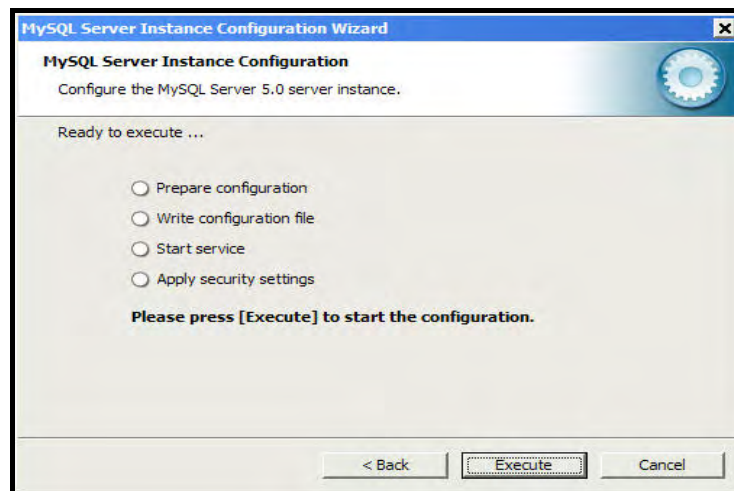 MySQL Server Instance Configuration Wizard
MySQL Server Instance Configuration
Configure the MySQL Server 5.0 server instance.
Ready to execute ...
Prepare configuration
Write configuration file
Start service
Apply security settings
Please press [Execute] to start the configuration.
< Back Execute Cancel